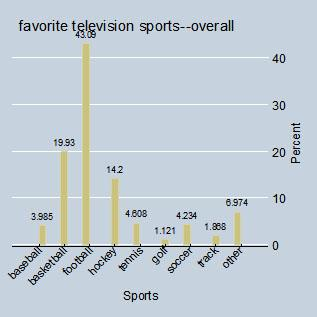 favorite television sports--overall
43.09
19.93
14.2
3.985
4.608
1.121
4.234
1.868
6.974
40
30
20
10
0
Percent
baseball
basketball
football
hockey
tennis
golf
soccer
track
other
Sports